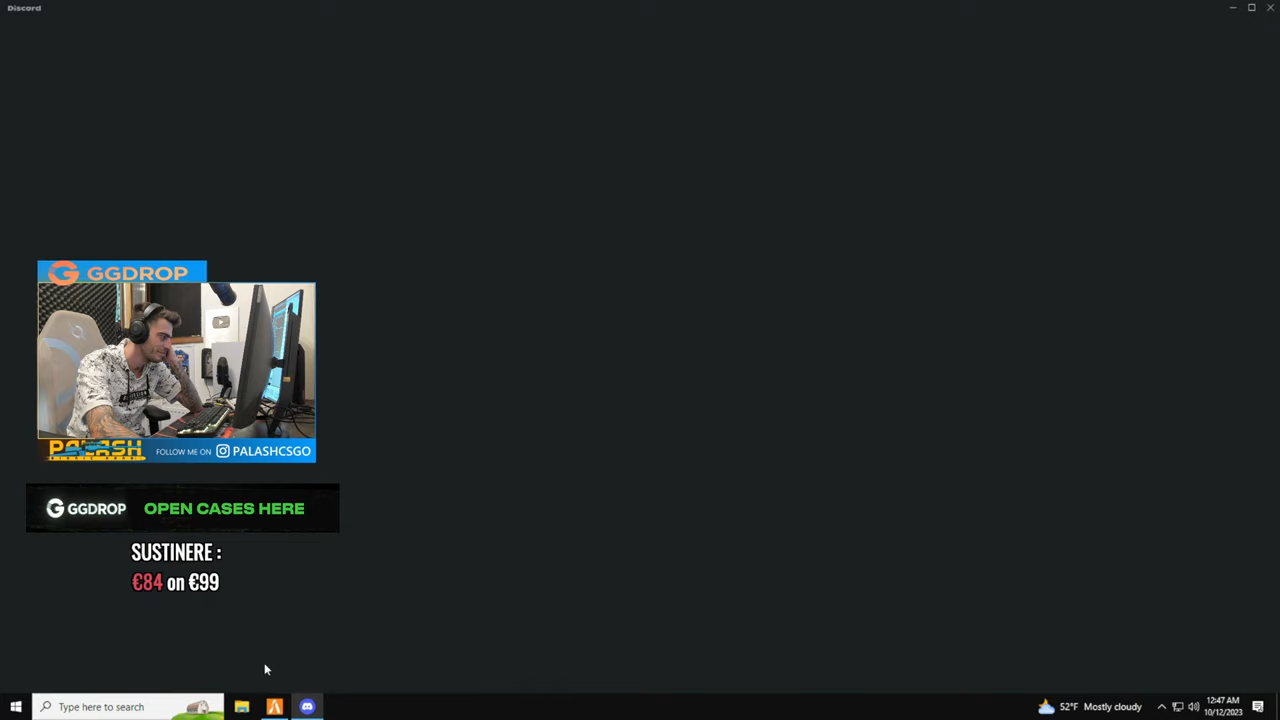 Discord
GGDROP
PALASH
FOLLOW ME ON PALASHCSGO
GGDROP OPEN CASES HERE
SUSTINERE :
€84 on €99
Type here to search
52°F Mostly cloudy
12:47 AM
10/12/2023